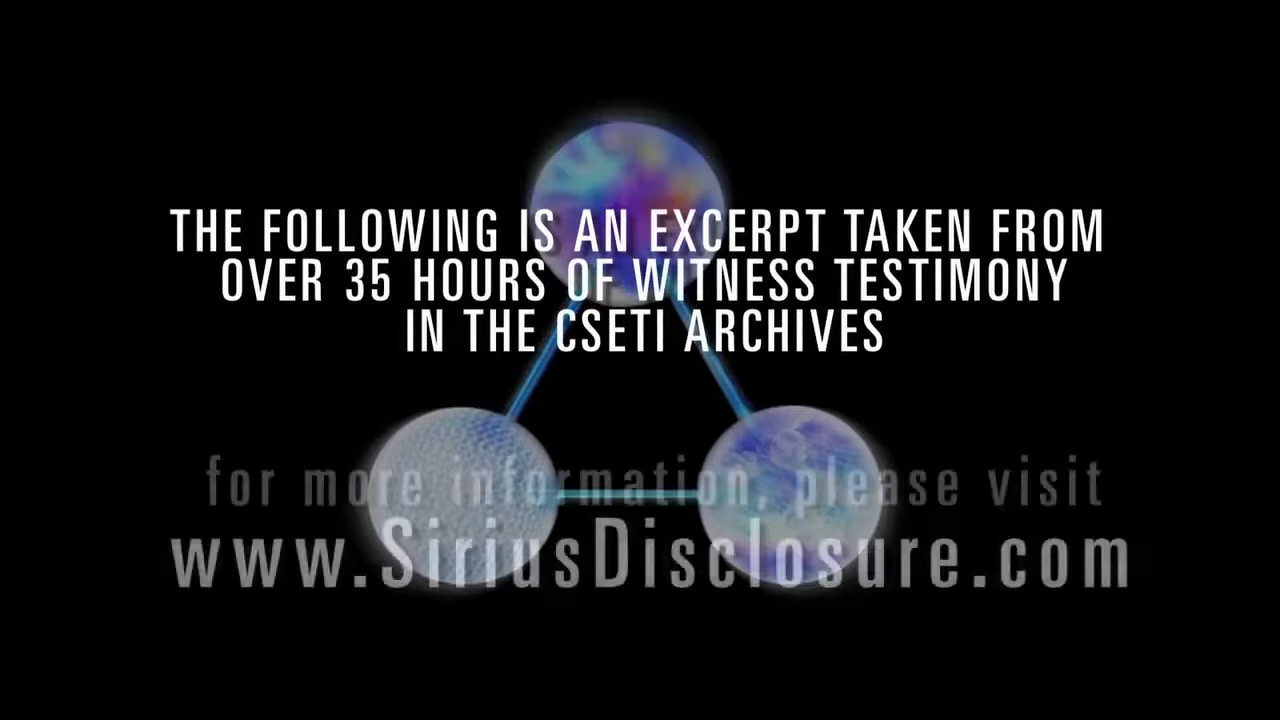 THE FOLLOWING IS AN EXCERPT TAKEN FROM
OVER 35 HOURS OF WITNESS TESTIMONY
IN THE CSETI ARCHIVES
for more information, please visit
www.SiriusDisclosure.com